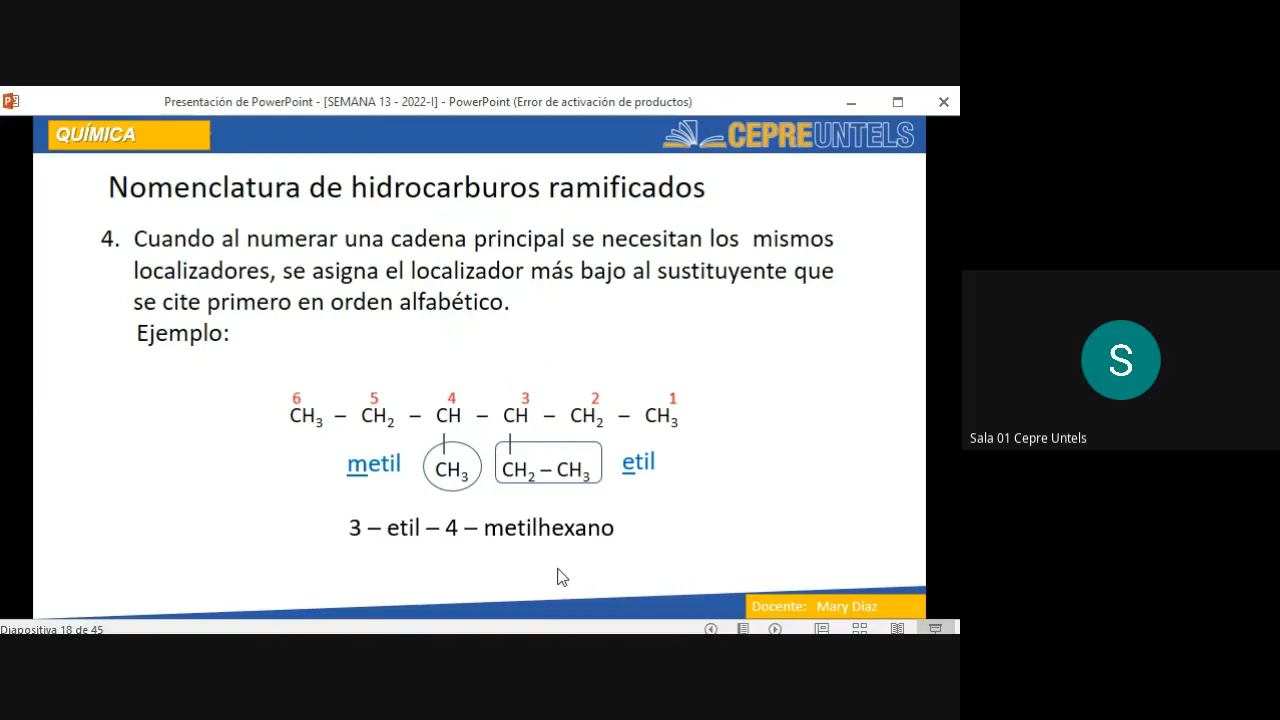 Presentación de PowerPoint - [SEMANA 13 - 2022-I] - PowerPoint (Error de activación de productos)
QUÍMICA
CEPREUNTELS
Nomenclatura de hidrocarburos ramificados
4. Cuando al numerar una cadena principal se necesitan los mismos
localizadores, se asigna el localizador más bajo al sustituyente que
se cite primero en orden alfabético.
Ejemplo:
6 5 4 3 2 1
CH₃ – CH₂ – CH – CH – CH₂ – CH₃
metil CH₃ CH₂ – CH₃ etil
3 – etil – 4 – metilhexano
S
Sala 01 Cepre Untels
Docente: Mary Diaz
Diapositiva 18 de 45